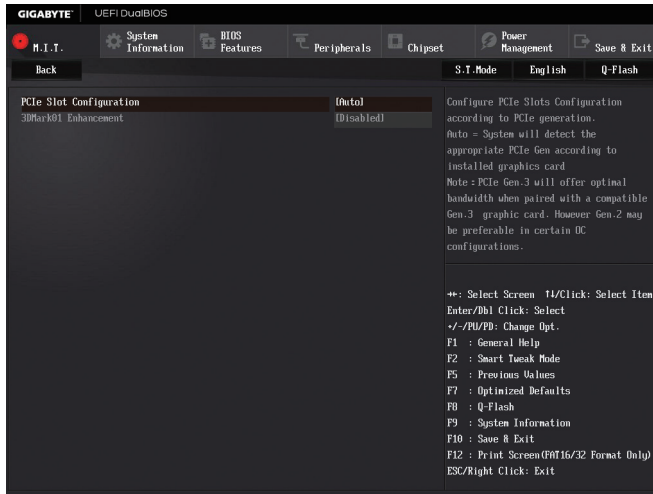 GIGABYTE™ UEFI DualBIOS
M.I.T.
System
Information
BIOS
Features
Peripherals
Chipset
Power
Management
Save & Exit
Back
S.T.Mode English Q-Flash
PCIe Slot Configuration [Auto]
3DMark01 Enhancement [Disabled]
Configure PCIe Slots Configuration
according to PCIe generation.
Auto = System will detect the
appropriate PCIe Gen according to
installed graphics card
Note : PCIe Gen.3 will offer optimal
bandwidth when paired with a compatible
Gen.3 graphic card. However Gen.2 may
be preferable in certain OC
configurations.
→←: Select Screen ↑↓/Click: Select Item
Enter/Dbl Click: Select
+/-/PU/PD: Change Opt.
F1 : General Help
F2 : Smart Tweak Mode
F5 : Previous Values
F7 : Optimized Defaults
F8 : Q-Flash
F9 : System Information
F10 : Save & Exit
F12 : Print Screen(FAT16/32 Format Only)
ESC/Right Click: Exit